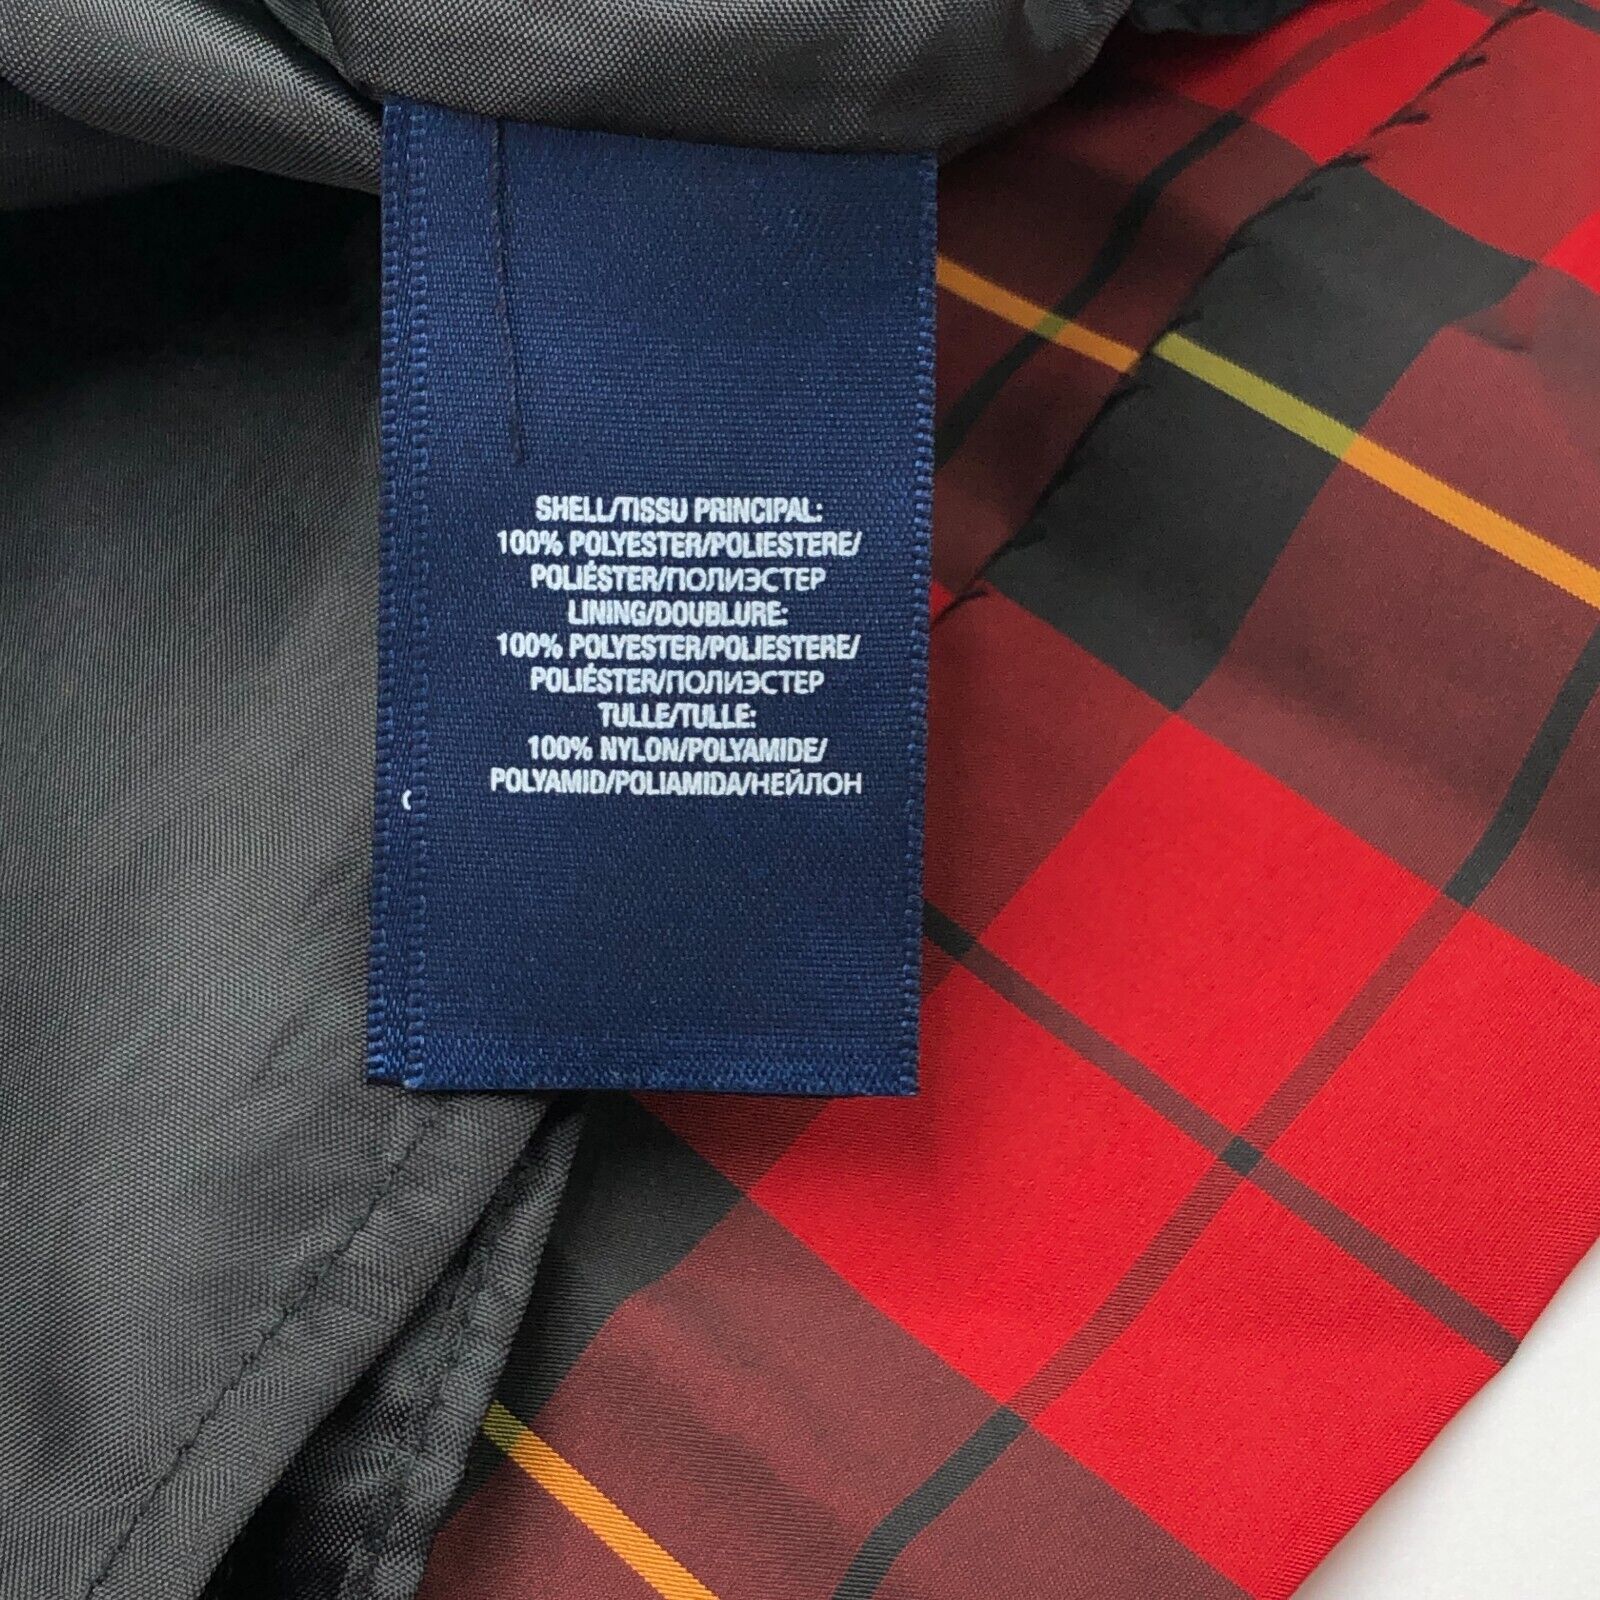 SHELL/TISSU PRINCIPAL:
100% POLYESTER/POLIESTERE/
POLIÉSTER/ПОЛИЭСТЕР
LINING/DOUBLURE:
100% POLYESTER/POLIESTERE/
POLIÉSTER/ПОЛИЭСТЕР
TULLE/TULLE:
100% NYLON/POLYAMIDE/
POLYAMID/POLIAMIDA/НЕЙЛОН